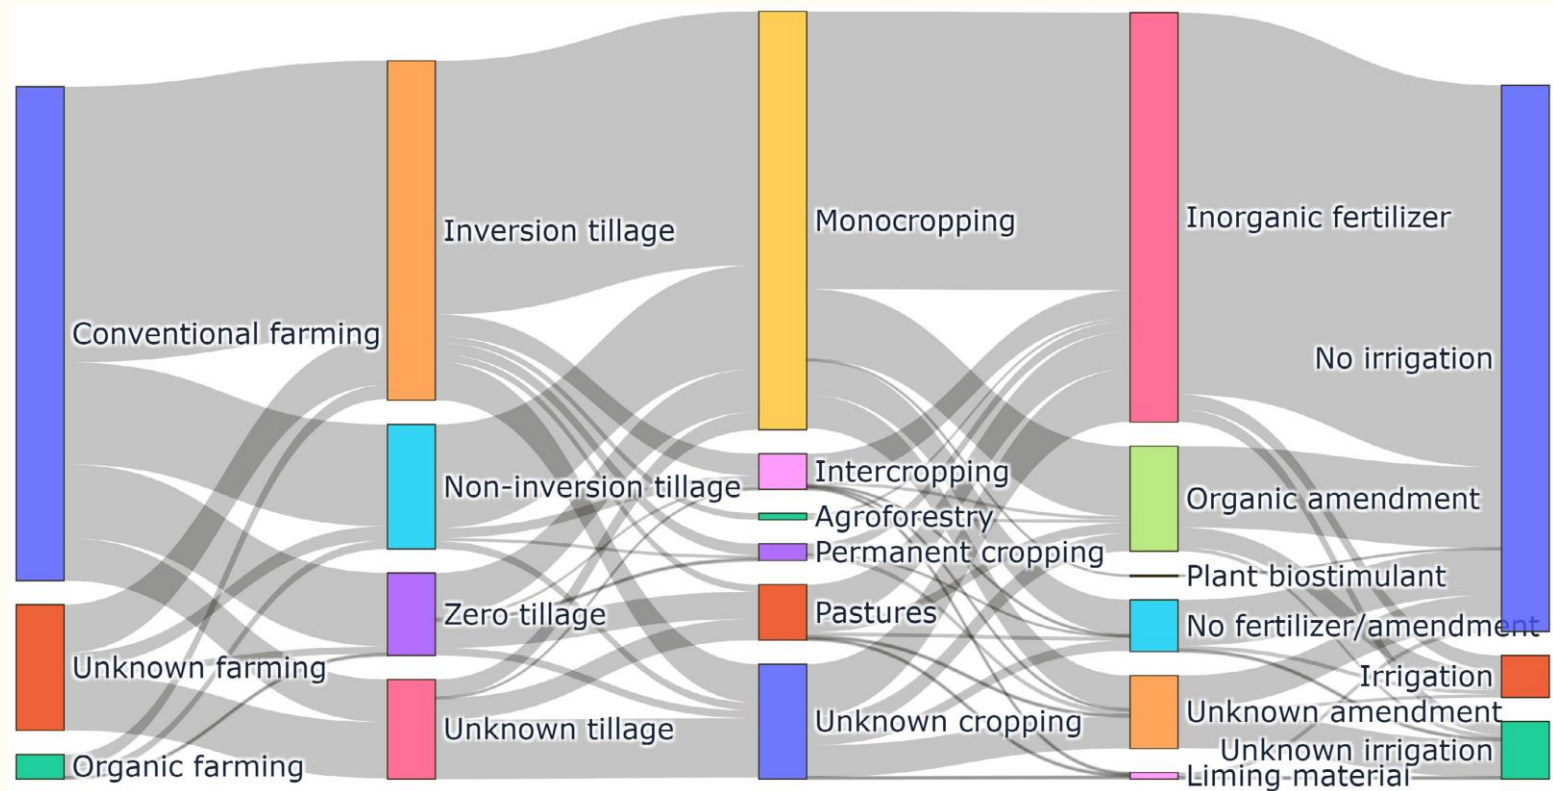 Conventional farming
Unknown farming
Organic farming
Inversion tillage
Non-inversion tillage
Zero tillage
Unknown tillage
Monocropping
Intercropping
Agroforestry
Permanent cropping
Pastures
Unknown cropping
Inorganic fertilizer
Organic amendment
Plant biostimulant
No fertilizer/amendment
Unknown amendment
Liming material
No irrigation
Irrigation
Unknown irrigation